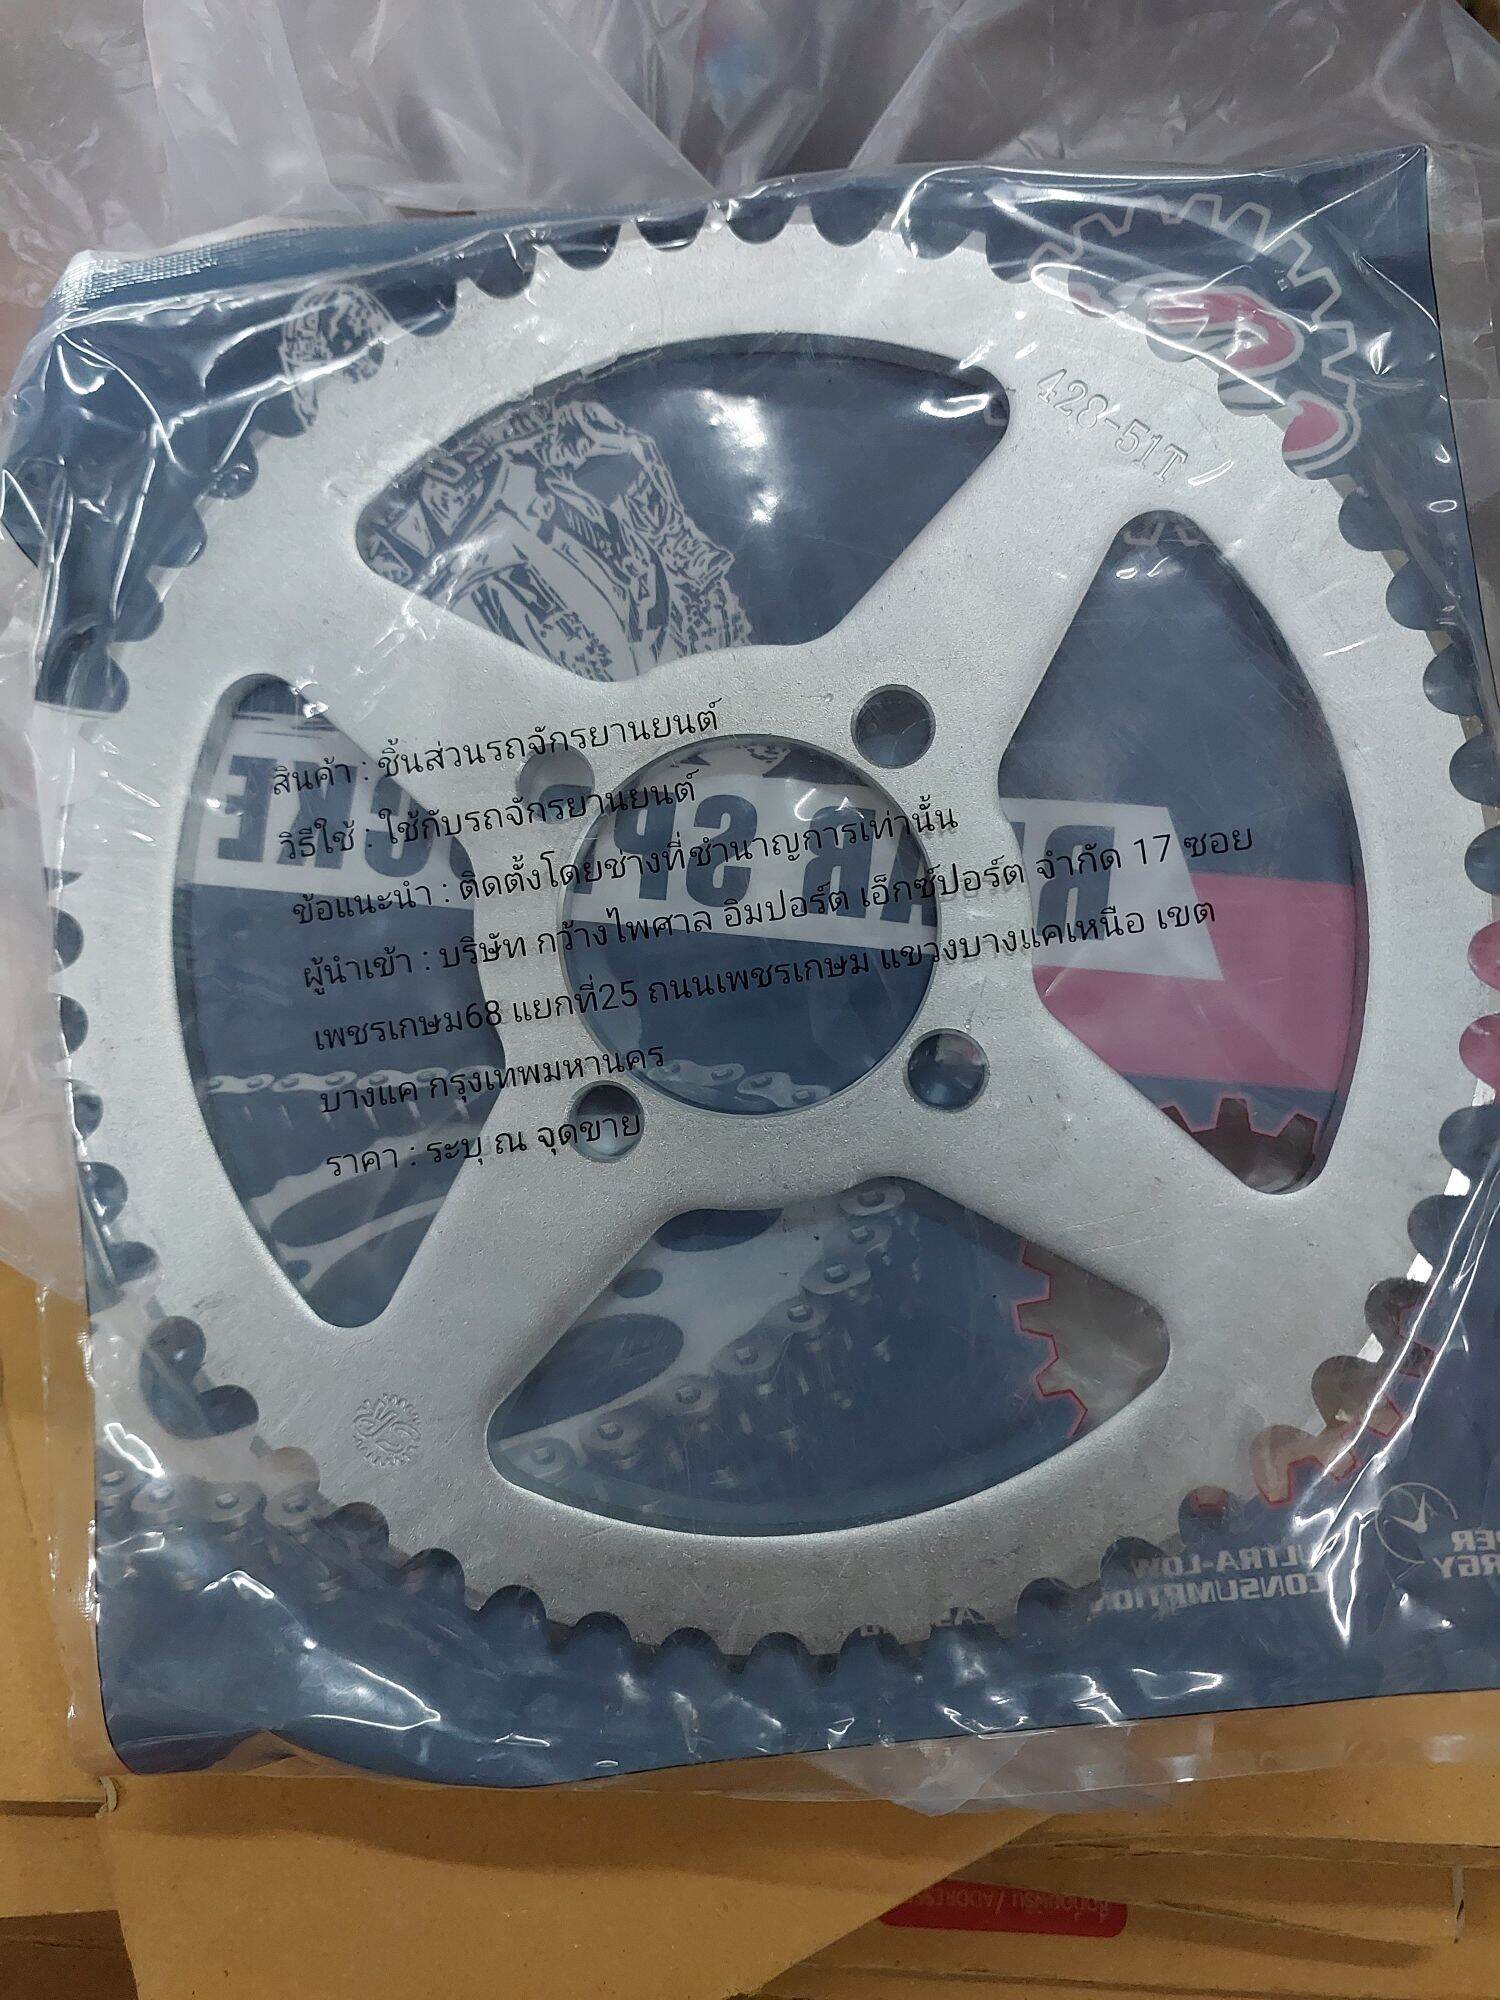 428-51T
สินค้า : ชิ้นส่วนรถจักรยานยนต์
วิธีใช้ : ใช้กับรถจักรยานยนต์
ข้อแนะนำ : ติดตั้งโดยช่างที่ชำนาญการเท่านั้น
ผู้นำเข้า : บริษัท กว้างไพศาล อิมปอร์ต เอ็กซ์ปอร์ต จำกัด 17 ซอย
เพชรเกษม68 แยกที่25 ถนนเพชรเกษม แขวงบางแคเหนือ เขต
บางแค กรุงเทพมหานคร
ราคา : ระบุ ณ จุดขาย
ULTRA-LOW
CONSUMRTION